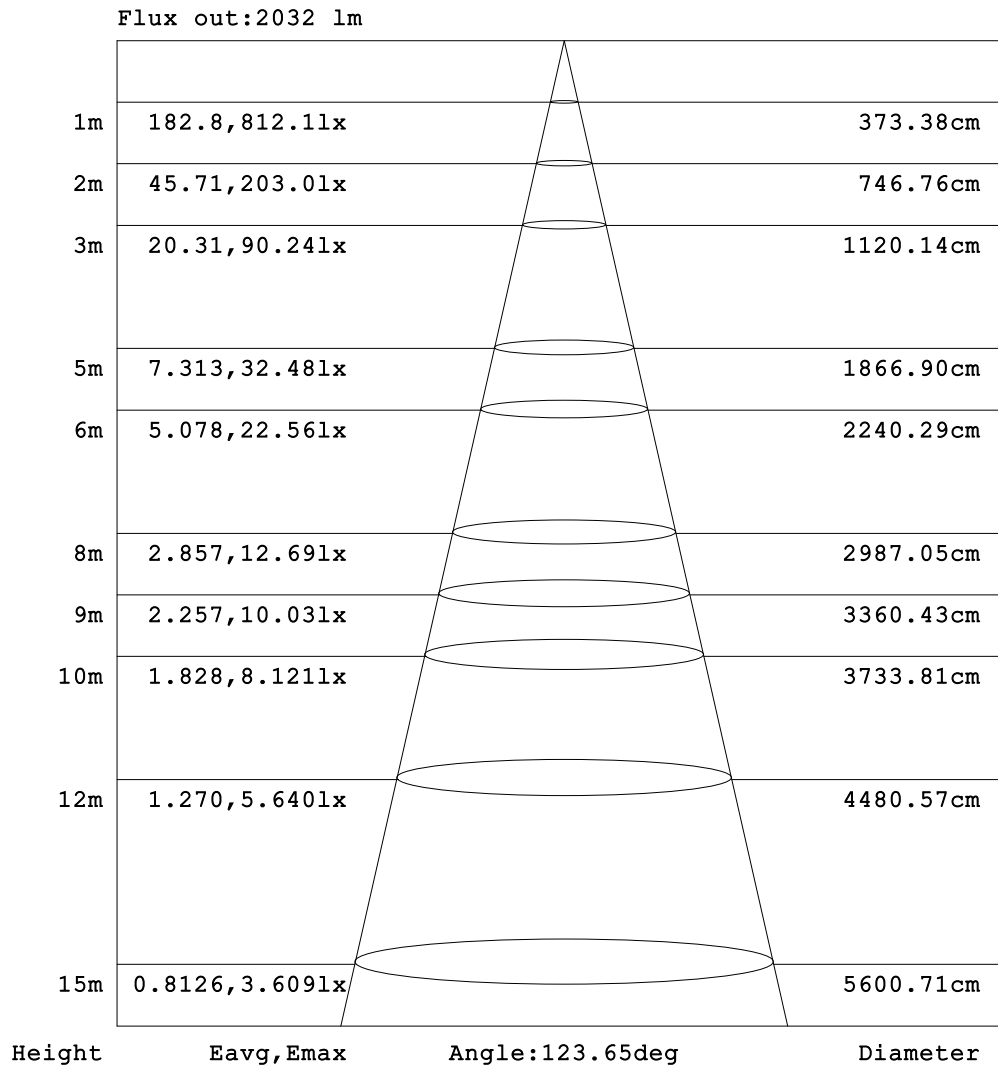 Flux out:2032 lm
1m 182.8,812.1lx 373.38cm
2m 45.71,203.0lx 746.76cm
3m 20.31,90.24lx 1120.14cm
5m 7.313,32.48lx 1866.90cm
6m 5.078,22.56lx 2240.29cm
8m 2.857,12.69lx 2987.05cm
9m 2.257,10.03lx 3360.43cm
10m 1.828,8.121lx 3733.81cm
12m 1.270,5.640lx 4480.57cm
15m 0.8126,3.609lx 5600.71cm
Height Eavg,Emax Angle:123.65deg Diameter